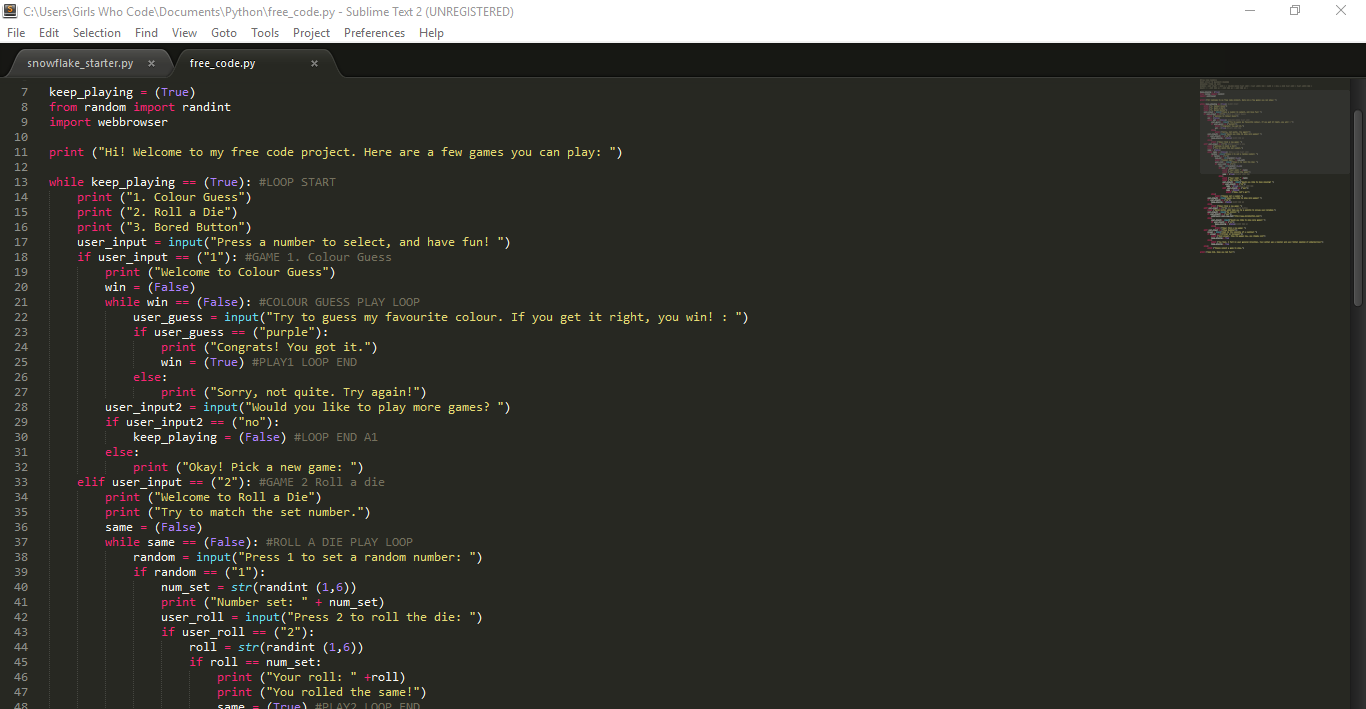 C:\Users\Girls Who Code\Documents\Python\free_code.py - Sublime Text 2 (UNREGISTERED)
File Edit Selection Find View Goto Tools Project Preferences Help
snowflake_starter.py × free_code.py ×
7 keep_playing = (True)
8 from random import randint
9 import webbrowser
10
11 print ("Hi! Welcome to my free code project. Here are a few games you can play: ")
12
13 while keep_playing == (True): #LOOP START
14     print ("1. Colour Guess")
15     print ("2. Roll a Die")
16     print ("3. Bored Button")
17     user_input = input("Press a number to select, and have fun! ")
18     if user_input == ("1"): #GAME 1. Colour Guess
19         print ("Welcome to Colour Guess")
20         win = (False)
21         while win == (False): #COLOUR GUESS PLAY LOOP
22             user_guess = input("Try to guess my favourite colour. If you get it right, you win! : ")
23             if user_guess == ("purple"):
24                 print ("Congrats! You got it.")
25                 win = (True) #PLAY1 LOOP END
26             else:
27                 print ("Sorry, not quite. Try again!")
28         user_input2 = input("Would you like to play more games? ")
29         if user_input2 == ("no"):
30             keep_playing = (False) #LOOP END A1
31         else:
32             print ("Okay! Pick a new game: ")
33     elif user_input == ("2"): #GAME 2 Roll a die
34         print ("Welcome to Roll a Die")
35         print ("Try to match the set number.")
36         same = (False)
37         while same == (False): #ROLL A DIE PLAY LOOP
38             random = input("Press 1 to set a random number: ")
39             if random == ("1"):
40                 num_set = str(randint (1,6))
41                 print ("Number set: " + num_set)
42                 user_roll = input("Press 2 to roll the die: ")
43                 if user_roll == ("2"):
44                     roll = str(randint (1,6))
45                     if roll == num_set:
46                         print ("Your roll: " +roll)
47                         print ("You rolled the same!")
48                         same = (True) #PLAY2 LOOP END